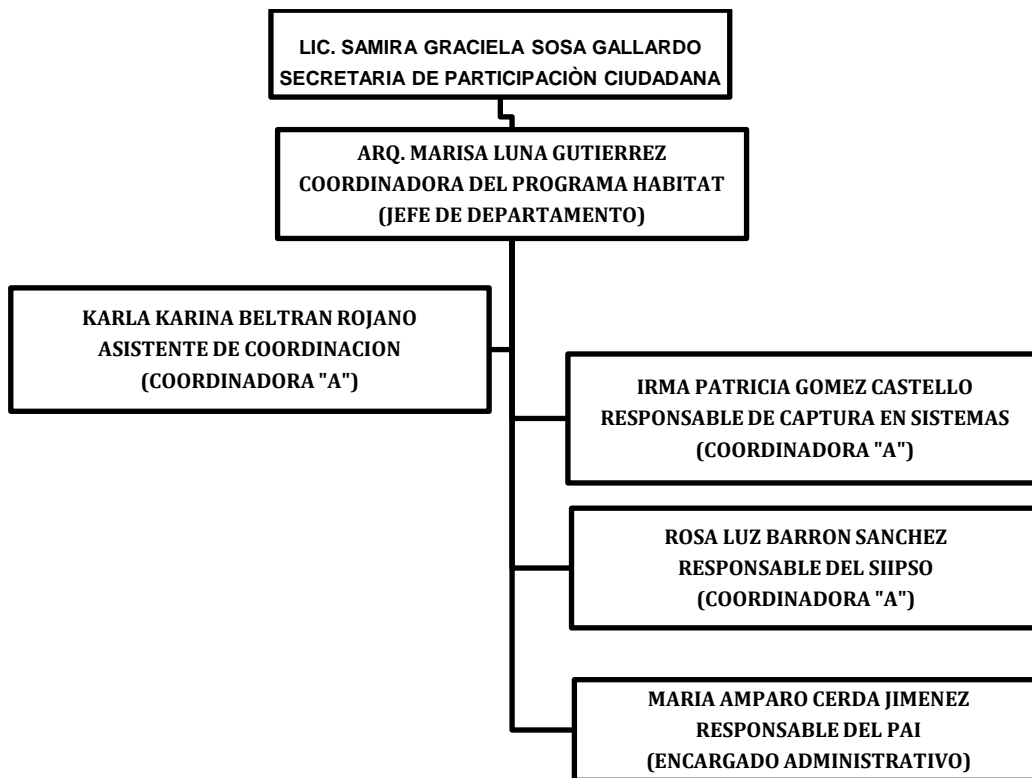 LIC. SAMIRA GRACIELA SOSA GALLARDO
SECRETARIA DE PARTICIPACIÒN CIUDADANA
ARQ. MARISA LUNA GUTIERREZ
COORDINADORA DEL PROGRAMA HABITAT
(JEFE DE DEPARTAMENTO)
KARLA KARINA BELTRAN ROJANO
ASISTENTE DE COORDINACION
(COORDINADORA "A")
IRMA PATRICIA GOMEZ CASTELLO
RESPONSABLE DE CAPTURA EN SISTEMAS
(COORDINADORA "A")
ROSA LUZ BARRON SANCHEZ
RESPONSABLE DEL SIIPSO
(COORDINADORA "A")
MARIA AMPARO CERDA JIMENEZ
RESPONSABLE DEL PAI
(ENCARGADO ADMINISTRATIVO)